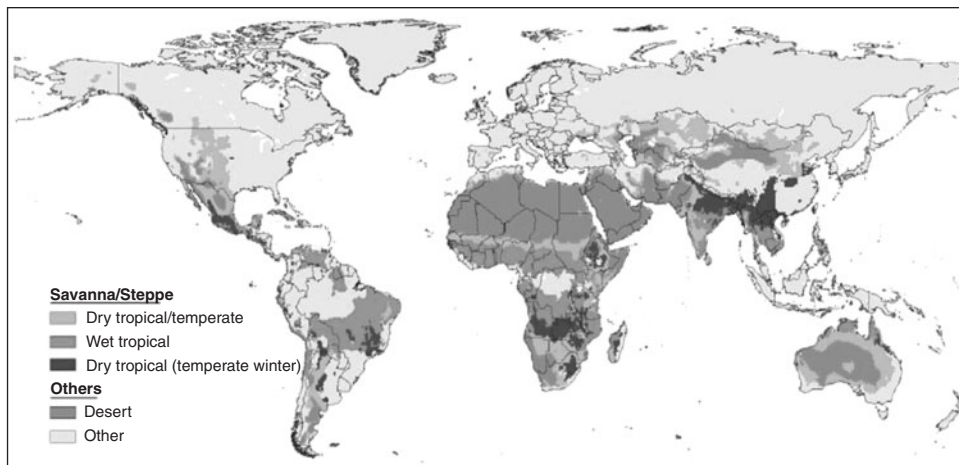 Savanna/Steppe
Dry tropical/temperate
Wet tropical
Dry tropical (temperate winter)
Others
Desert
Other